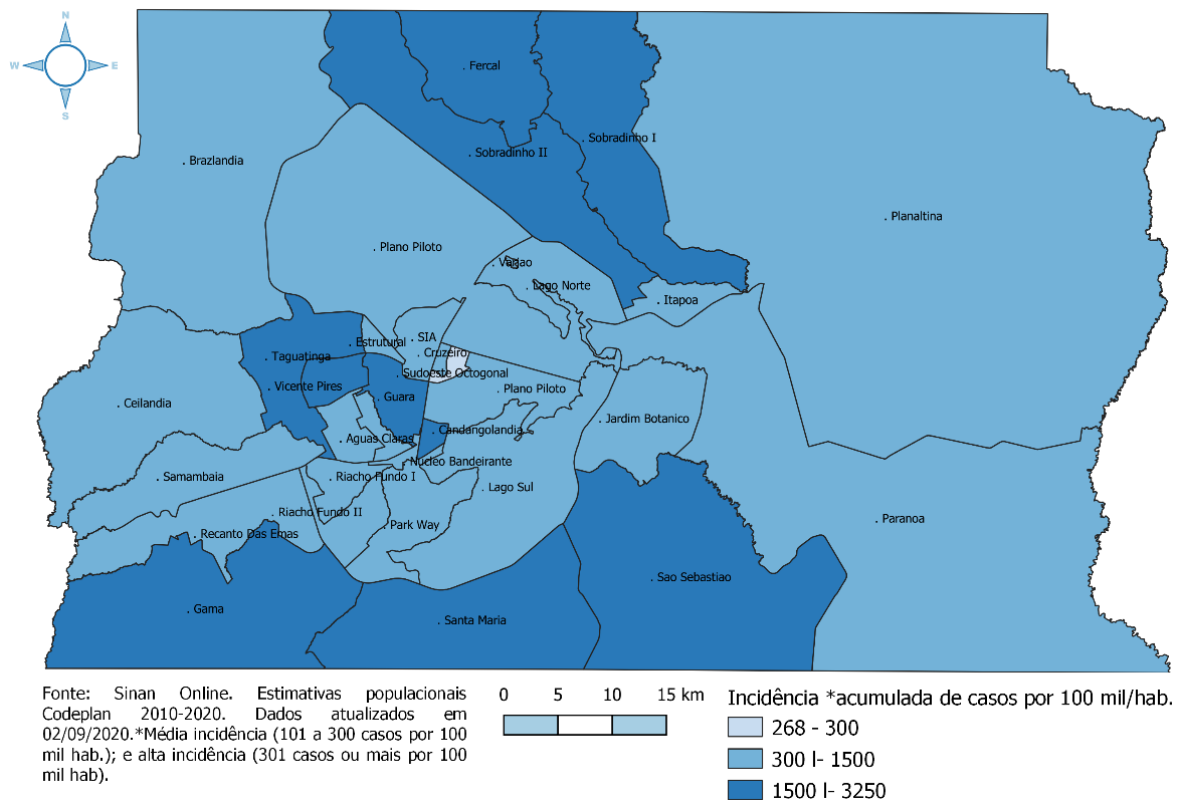 N
W E
S
. Fercal
. Sobradinho I
. Sobradinho II
. Brazlandia
. Planaltina
. Plano Piloto
. Varjao
. Lago Norte
. Itapoa
. SIA
. Estrutural
. Cruzeiro
. Taguatinga
. Sudoeste Octogonal
. Vicente Pires
. Plano Piloto
. Guara
. Ceilandia
. Jardim Botanico
. Candangolandia
. Aguas Claras
. Nucleo Bandeirante
. Samambaia
. Riacho Fundo I
. Lago Sul
. Riacho Fundo II
. Park Way
. Paranoa
. Recanto Das Emas
. Sao Sebastiao
. Gama
. Santa Maria
Fonte: Sinan Online. Estimativas populacionais
Codeplan 2010-2020. Dados atualizados em
02/09/2020.*Média incidência (101 a 300 casos por 100
mil hab.); e alta incidência (301 casos ou mais por 100
mil hab).
0 5 10 15 km
Incidência *acumulada de casos por 100 mil/hab.
268 - 300
300 l- 1500
1500 l- 3250